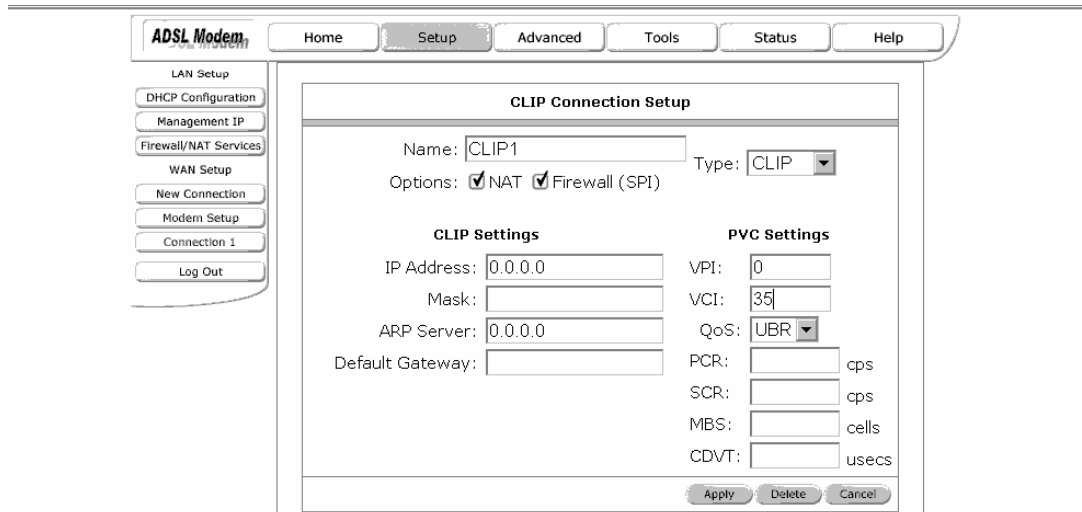 ADSL Modem
Home Setup Advanced Tools Status Help
LAN Setup
DHCP Configuration
Management IP
Firewall/NAT Services
WAN Setup
New Connection
Modem Setup
Connection 1
Log Out
CLIP Connection Setup
Name: CLIP1
Type: CLIP
Options: NAT Firewall (SPI)
CLIP Settings
IP Address: 0.0.0.0
Mask:
ARP Server: 0.0.0.0
Default Gateway:
PVC Settings
VPI: 0
VCI: 35
QoS: UBR
PCR: cps
SCR: cps
MBS: cells
CDVT: usecs
Apply Delete Cancel